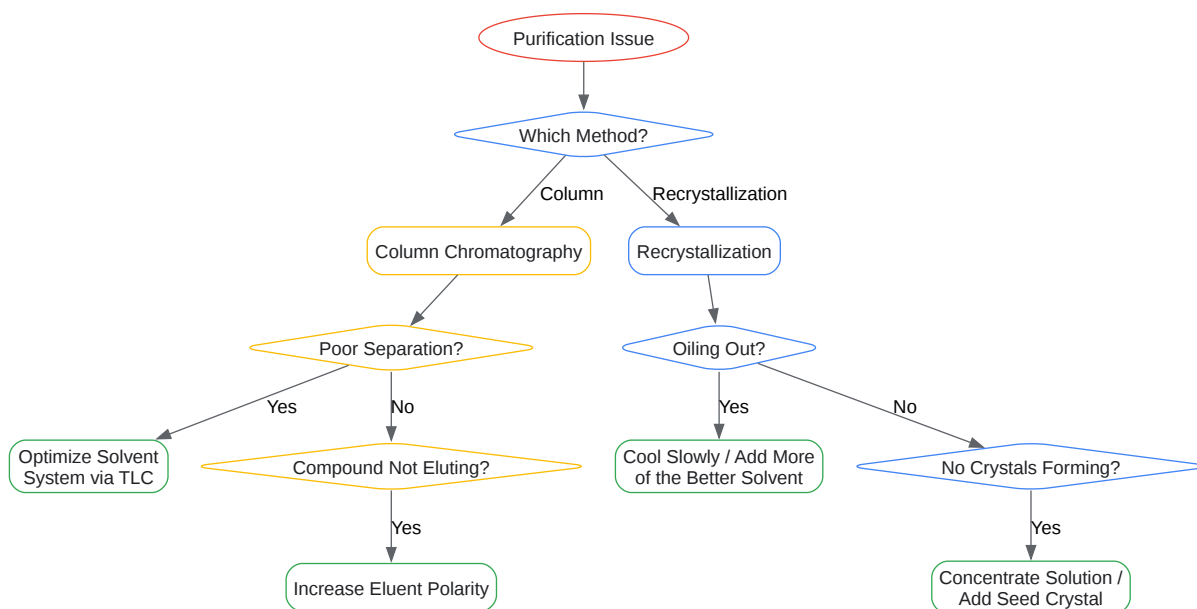 Purification Issue
Which Method?
Column
Recrystallization
Column Chromatography
Recrystallization
Poor Separation?
Oiling Out?
Yes
No
Yes
No
Optimize Solvent
System via TLC
Compound Not Eluting?
Cool Slowly / Add More
of the Better Solvent
No Crystals Forming?
Yes
Yes
Increase Eluent Polarity
Concentrate Solution /
Add Seed Crystal